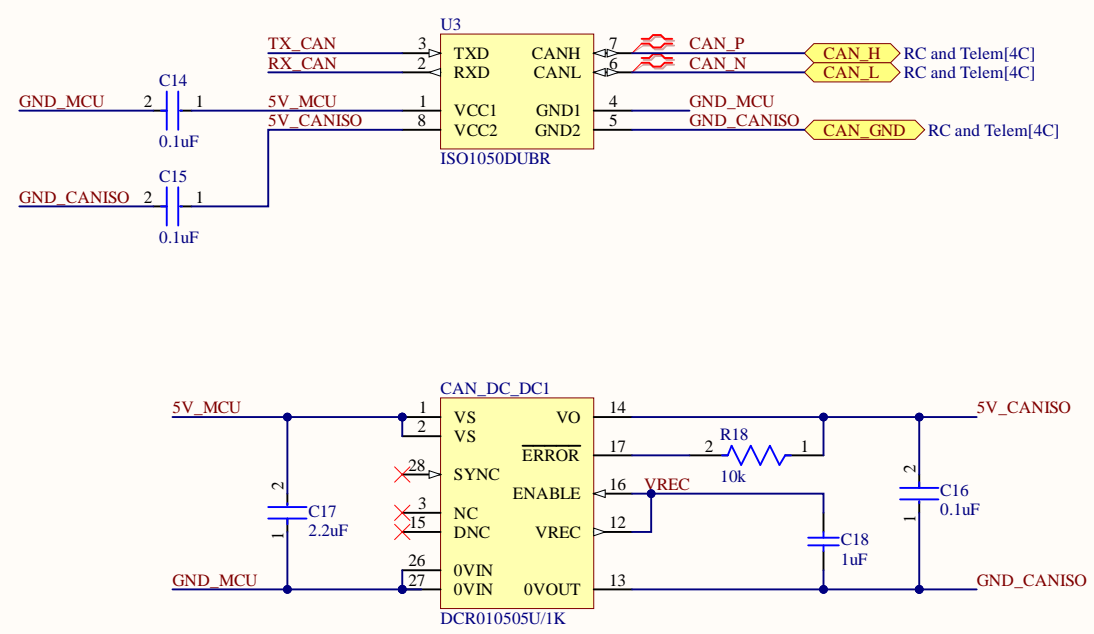 U3
TX_CAN 3 TXD CANH 7 CAN_P CAN_H RC and Telem[4C]
RX_CAN 2 RXD CANL 6 CAN_N CAN_L RC and Telem[4C]
C14
GND_MCU 2 1 5V_MCU 1 VCC1 GND1 4 GND_MCU
5V_CANISO 8 VCC2 GND2 5 GND_CANISO CAN_GND RC and Telem[4C]
0.1uF
ISO1050DUBR
C15
GND_CANISO 2 1
0.1uF
CAN_DC_DC1
5V_MCU 1 VS VO 14 5V_CANISO
2 VS
R18
ERROR 17 2 1
10k
28 SYNC
ENABLE 16 VREC
2 C16
0.1uF
1
3 NC
2 C17
2.2uF
1
15 DNC VREC 12
C18
1uF
26 0VIN
GND_MCU 27 0VIN 0VOUT 13 GND_CANISO
DCR010505U/1K